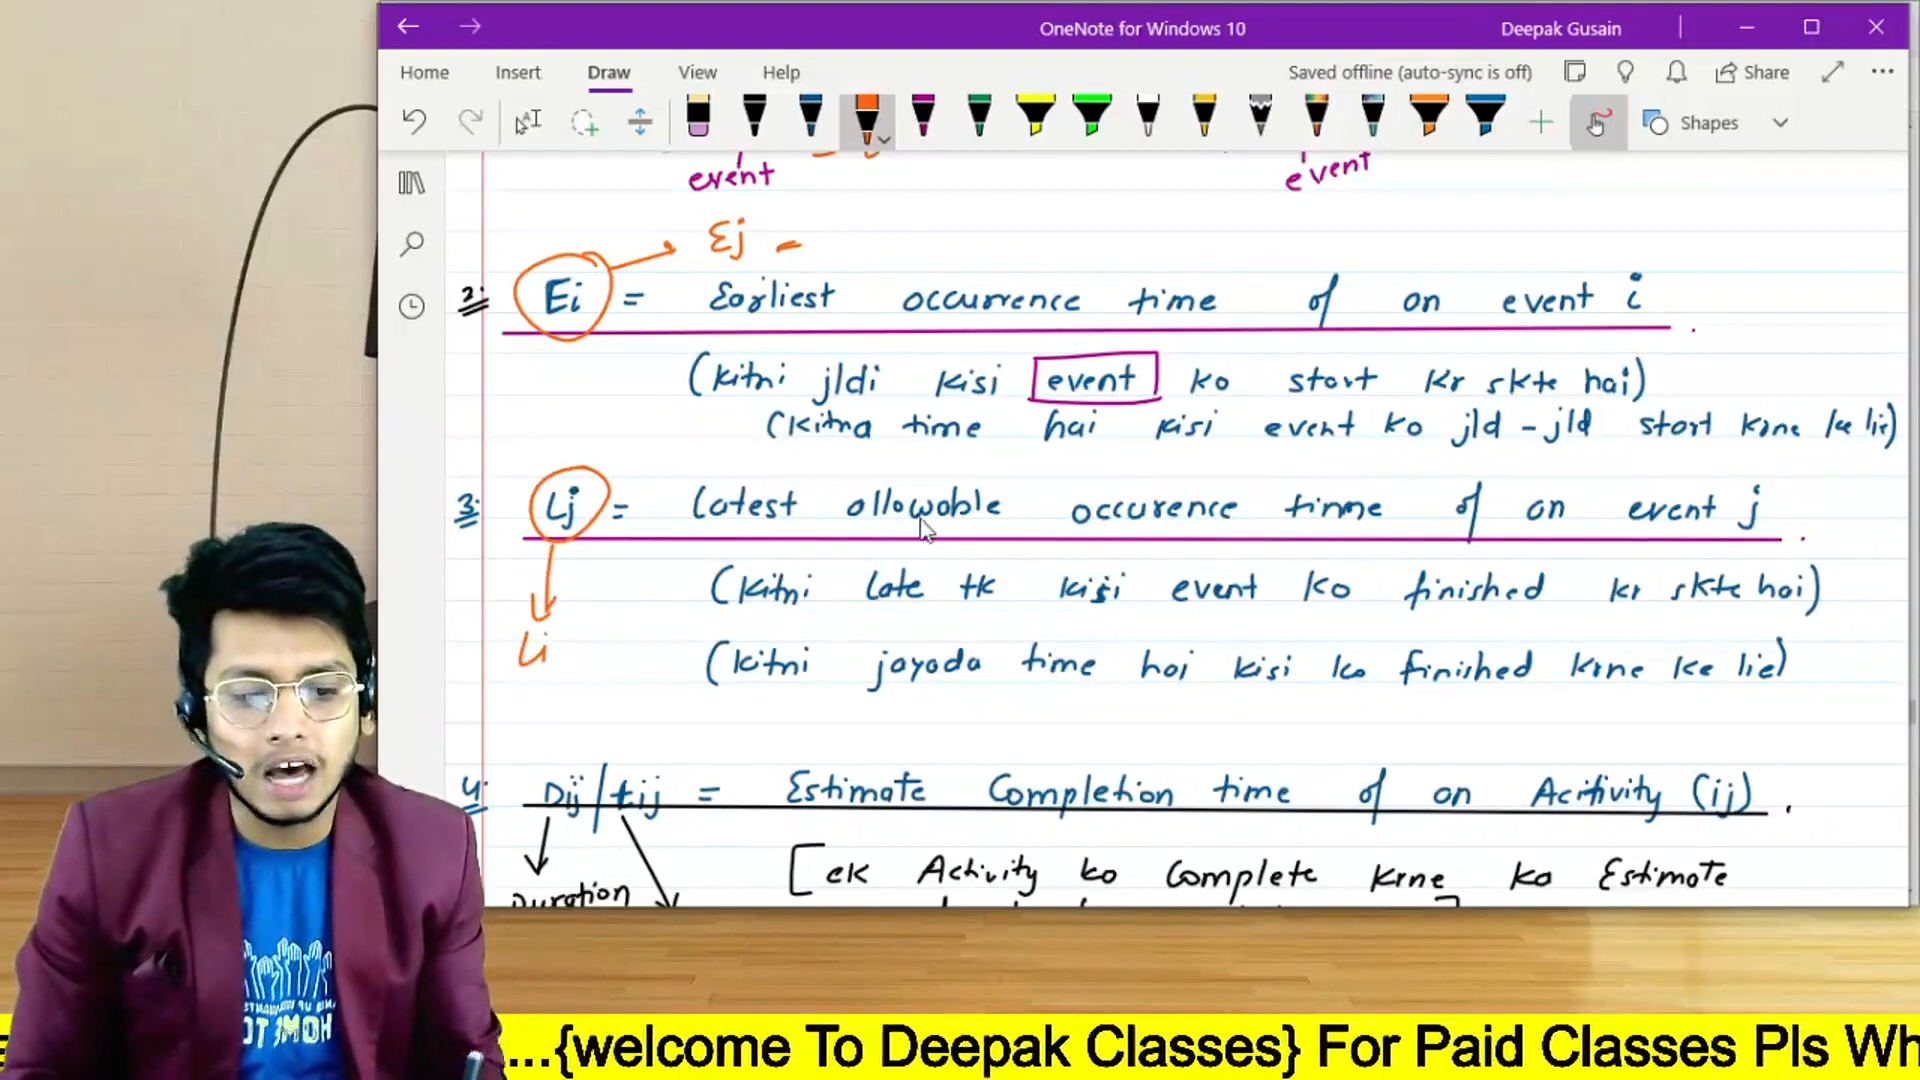 OneNote for Windows 10
Deepak Gusain
Home Insert Draw View Help
Saved offline (auto-sync is off)
Share
Shapes
event
event
Ej -
2: Ei = Earliest occurrence time of an event i
(kitni jldi kisi event ko start kr skte hai)
(kitna time hai kisi event ko jld - jld start krne ke lie)
3: Lj = Latest allowable occurence time of an event j
(kitni late tk kisi event ko finished kr skte hai)
Li
(kitni jayada time hai kisi ko finished krne ke lie)
4: Dij/tij = Estimate Completion time of an Acitivity (ij).
[ek Activity ko Complete krne ko Estimate
Duration
...{welcome To Deepak Classes} For Paid Classes Pls Wh